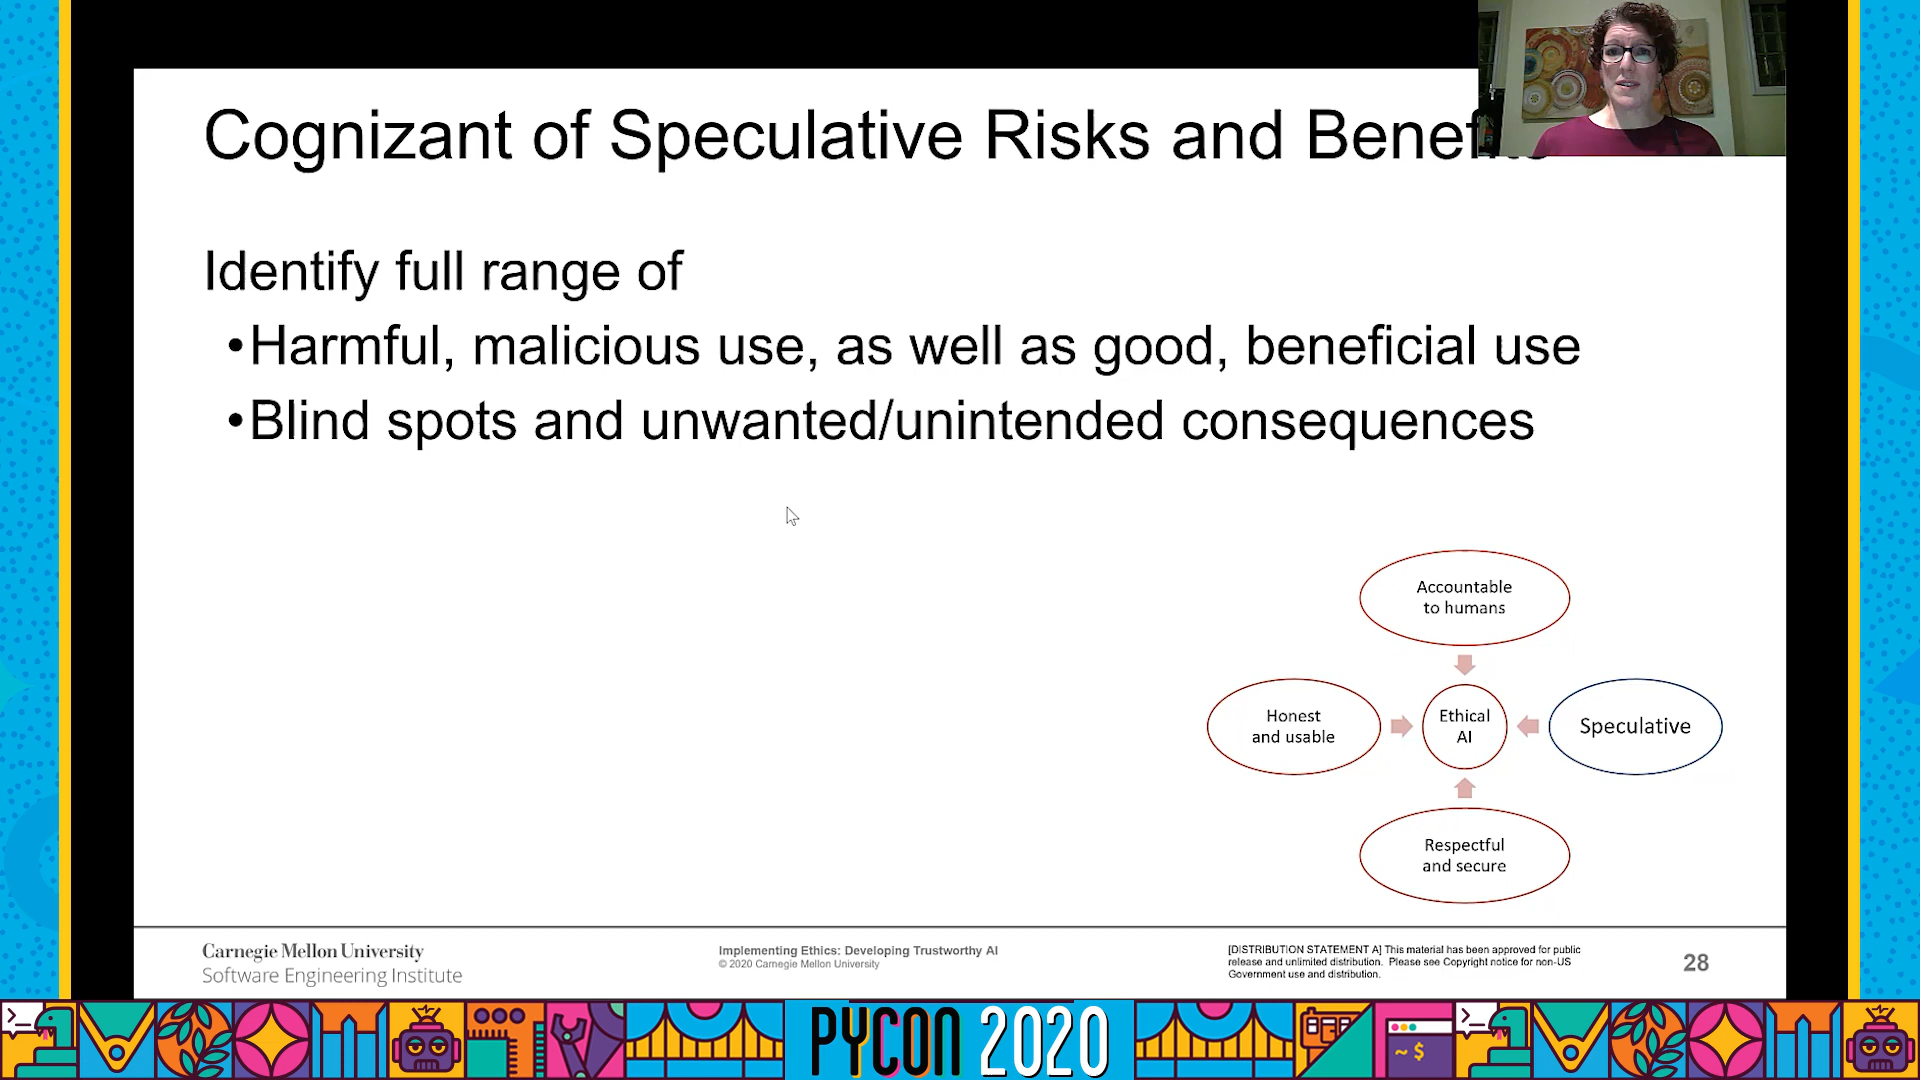 Cognizant of Speculative Risks and
Identify full range of
•Harmful, malicious use, as well as good, beneficial use
•Blind spots and unwanted/unintended consequences
Accountable
to humans
Honest
and usable
Ethical
AI
Speculative
Respectful
and secure
Carnegie Mellon University
Software Engineering Institute
Implementing Ethics: Developing Trustworthy AI
© 2020 Carnegie Mellon University
[DISTRIBUTION STATEMENT A] This material has been approved for public
release and unlimited distribution. Please see Copyright notice for non-US
Government use and distribution.
28
PYCON 2020
~ $